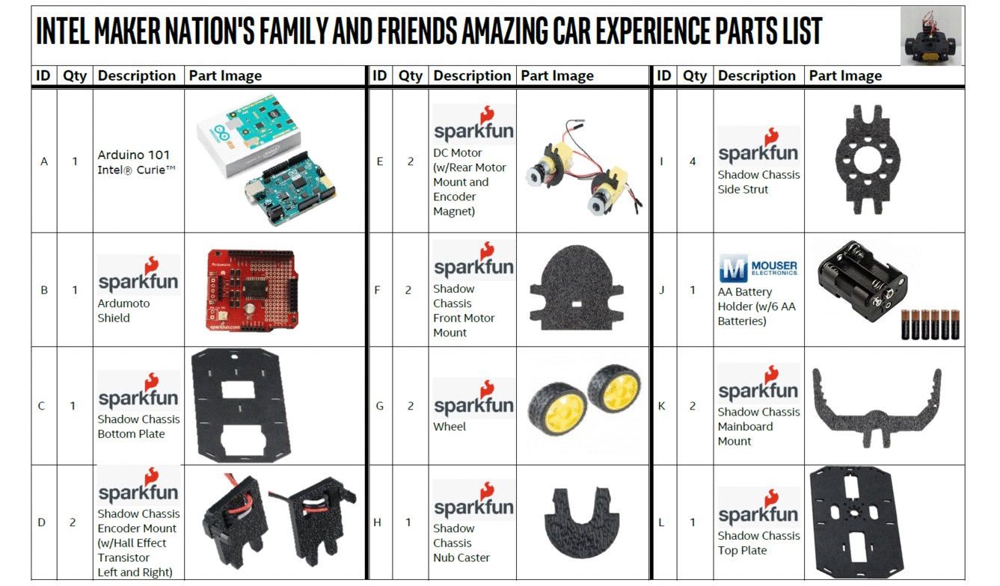 INTEL MAKER NATION'S FAMILY AND FRIENDS AMAZING CAR EXPERIENCE PARTS LIST
ID Qty Description Part Image ID Qty Description Part Image ID Qty Description Part Image
A 1
Arduino 101
Intel® Curie™
E 2
sparkfun
DC Motor
(w/Rear Motor
Mount and
Encoder
Magnet)
I 4
sparkfun
Shadow Chassis
Side Strut
B 1
sparkfun
Ardumoto
Shield
Ardumoto
sparkfun.com
F 2
sparkfun
Shadow
Chassis
Front Motor
Mount
J 1
M MOUSER
ELECTRONICS
AA Battery
Holder (w/6 AA
Batteries)
C 1
sparkfun
Shadow Chassis
Bottom Plate
G 2
sparkfun
Wheel
K 2
sparkfun
Shadow Chassis
Mainboard
Mount
D 2
sparkfun
Shadow Chassis
Encoder Mount
(w/Hall Effect
Transistor
Left and Right)
H 1
sparkfun
Shadow
Chassis
Nub Caster
L 1
sparkfun
Shadow Chassis
Top Plate